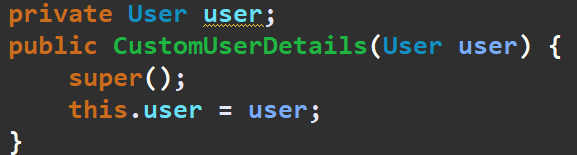 private User user;
public CustomUserDetails(User user) {
    super();
    this.user = user;
}